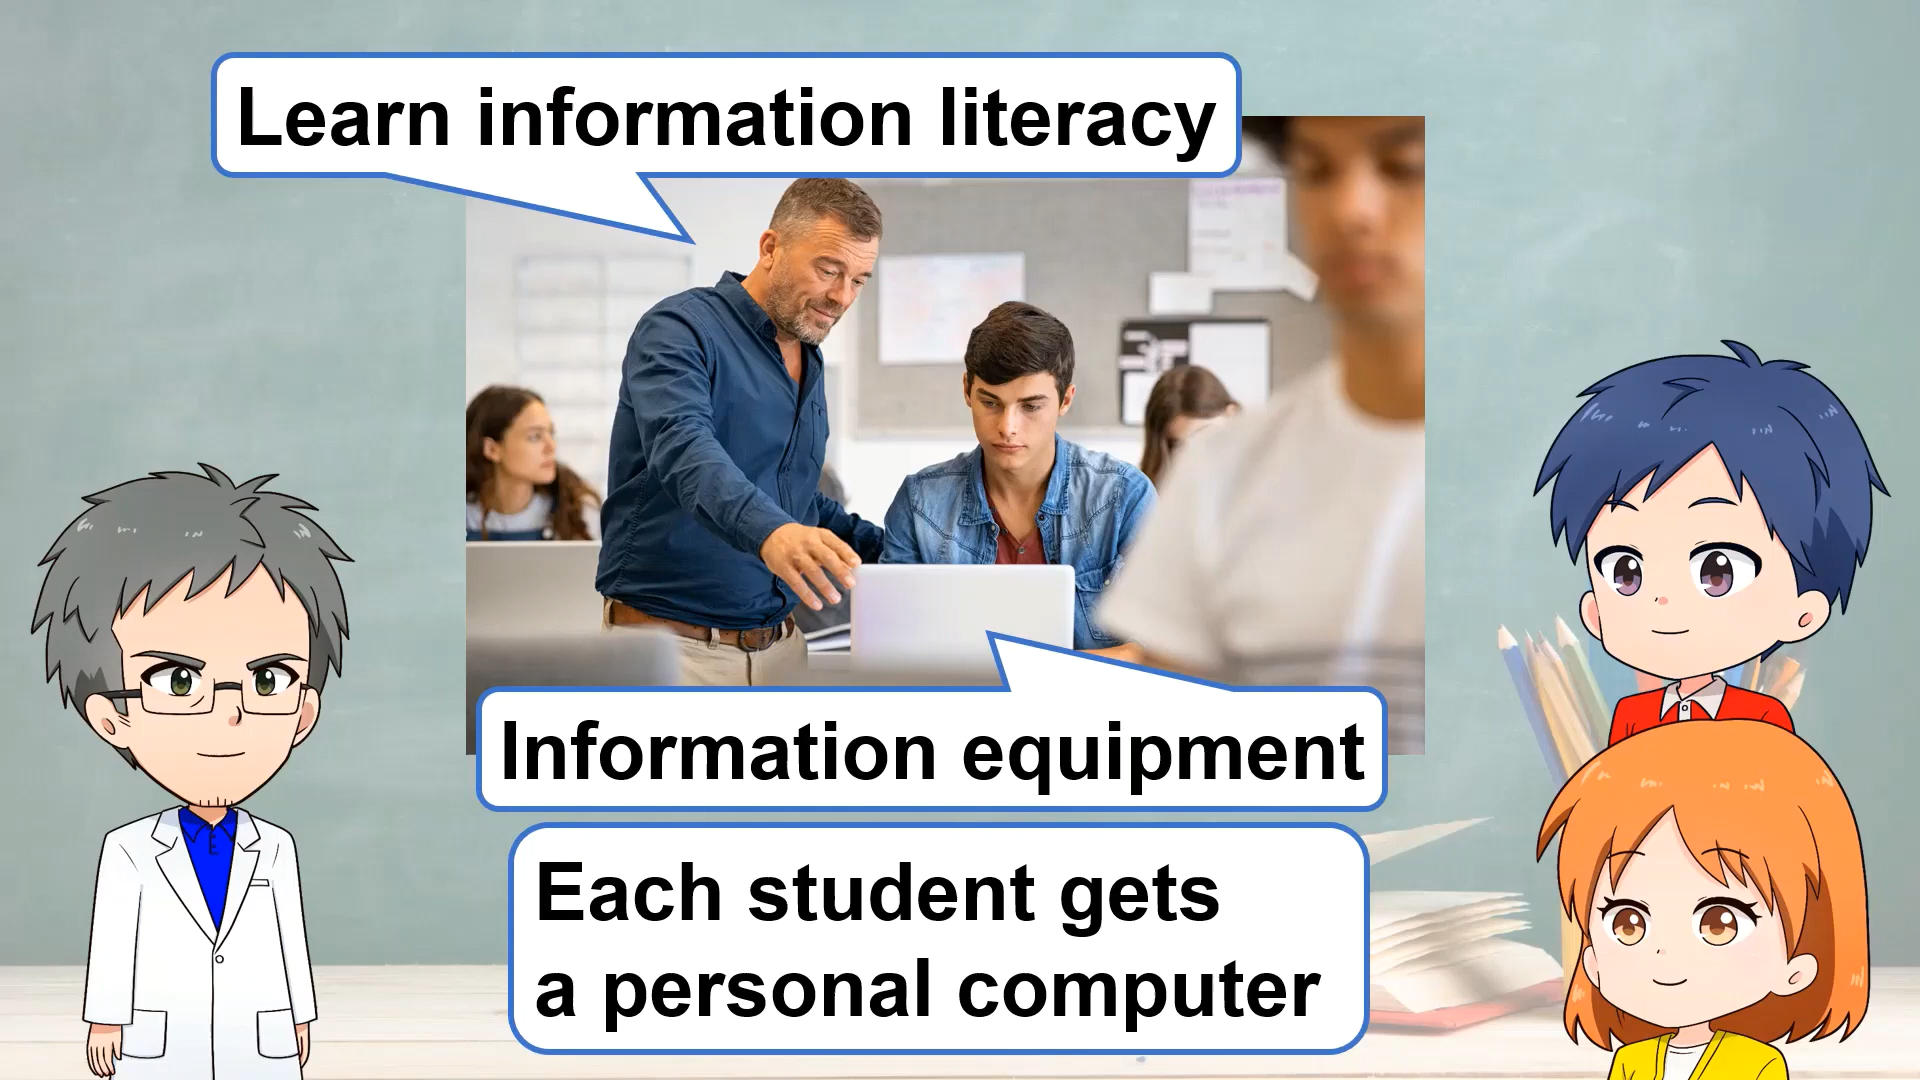 Learn information literacy
Information equipment
Each student gets
a personal computer